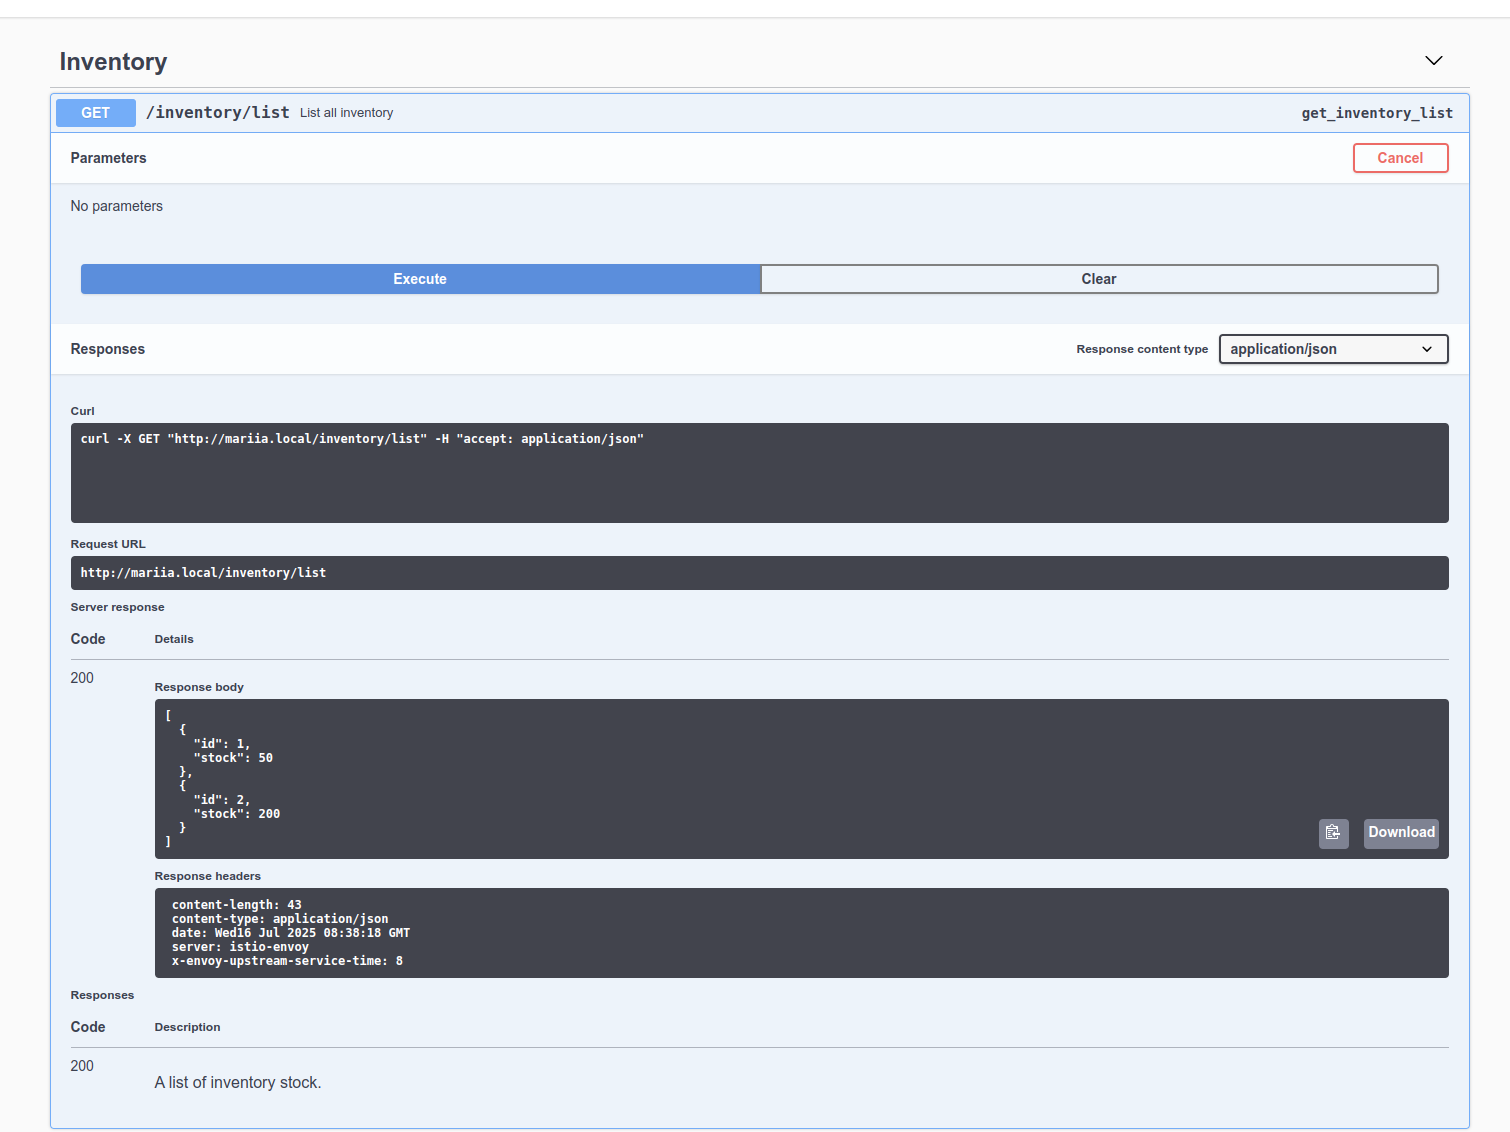 Inventory
GET /inventory/list List all inventory get_inventory_list
Parameters Cancel
No parameters
Execute Clear
Responses Response content type application/json
Curl
curl -X GET "http://mariia.local/inventory/list" -H "accept: application/json"
Request URL
http://mariia.local/inventory/list
Server response
Code Details
200
Response body
[
  {
    "id": 1,
    "stock": 50
  },
  {
    "id": 2,
    "stock": 200
  }
]
Download
Response headers
content-length: 43
content-type: application/json
date: Wed16 Jul 2025 08:38:18 GMT
server: istio-envoy
x-envoy-upstream-service-time: 8
Responses
Code Description
200
A list of inventory stock.